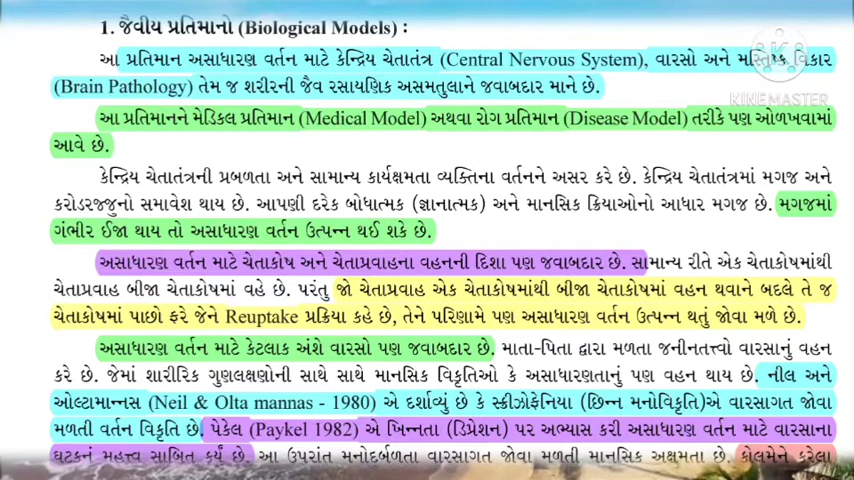 1. જૈવીય પ્રતિમાનો (Biological Models) :
આ પ્રતિમાન અસાધારણ વર્તન માટે કેન્દ્રિય ચેતાતંત્ર (Central Nervous System), વારસો અને મસ્તિષ્ક વિકાર
(Brain Pathology) તેમ જ શરીરની જૈવ રસાયણિક અસમતુલાને જવાબદાર માને છે.
KINEMASTER
આ પ્રતિમાનને મેડિકલ પ્રતિમાન (Medical Model) અથવા રોગ પ્રતિમાન (Disease Model) તરીકે પણ ઓળખવામાં
આવે છે.
કેન્દ્રિય ચેતાતંત્રની પ્રબળતા અને સામાન્ય કાર્યક્ષમતા વ્યક્તિના વર્તનને અસર કરે છે. કેન્દ્રિય ચેતાતંત્રમાં મગજ અને
કરોડરજ્જુનો સમાવેશ થાય છે. આપણી દરેક બોધાત્મક (જ્ઞાનાત્મક) અને માનસિક ક્રિયાઓનો આધાર મગજ છે. મગજમાં
ગંભીર ઈજા થાય તો અસાધારણ વર્તન ઉત્પન્ન થઈ શકે છે.
અસાધારણ વર્તન માટે ચેતાકોષ અને ચેતાપ્રવાહના વહનની દિશા પણ જવાબદાર છે. સામાન્ય રીતે એક ચેતાકોષમાંથી
ચેતાપ્રવાહ બીજા ચેતાકોષમાં વહે છે. પરંતુ જો ચેતાપ્રવાહ એક ચેતાકોષમાંથી બીજા ચેતાકોષમાં વહન થવાને બદલે તે જ
ચેતાકોષમાં પાછો ફરે જેને Reuptake પ્રક્રિયા કહે છે, તેને પરિણામે પણ અસાધારણ વર્તન ઉત્પન્ન થતું જોવા મળે છે.
અસાધારણ વર્તન માટે કેટલાક અંશે વારસો પણ જવાબદાર છે. માતા-પિતા દ્વારા મળતા જનીનતત્ત્વો વારસાનું વહન
કરે છે. જેમાં શારીરિક ગુણલક્ષણોની સાથે સાથે માનસિક વિકૃતિઓ કે અસાધારણતાનું પણ વહન થાય છે. નીલ અને
ઓલ્ટામાન્નસ (Neil & Olta mannas - 1980) એ દર્શાવ્યું છે કે સ્ક્રીઝોફેનિયા (છિન્ન મનોવિકૃતિ)એ વારસાગત જોવા
મળતી વર્તન વિકૃતિ છે. પેકેલ (Paykel 1982) એ ખિન્નતા (ડિપ્રેશન) પર અભ્યાસ કરી અસાધારણ વર્તન માટે વારસાના
ઘટકનું મહત્ત્વ સાબિત કર્યું છે. આ ઉપરાંત મનોદુર્બળતા વારસાગત જોવા મળતી માનસિક અક્ષમતા છે. કોલમેને કરેલા